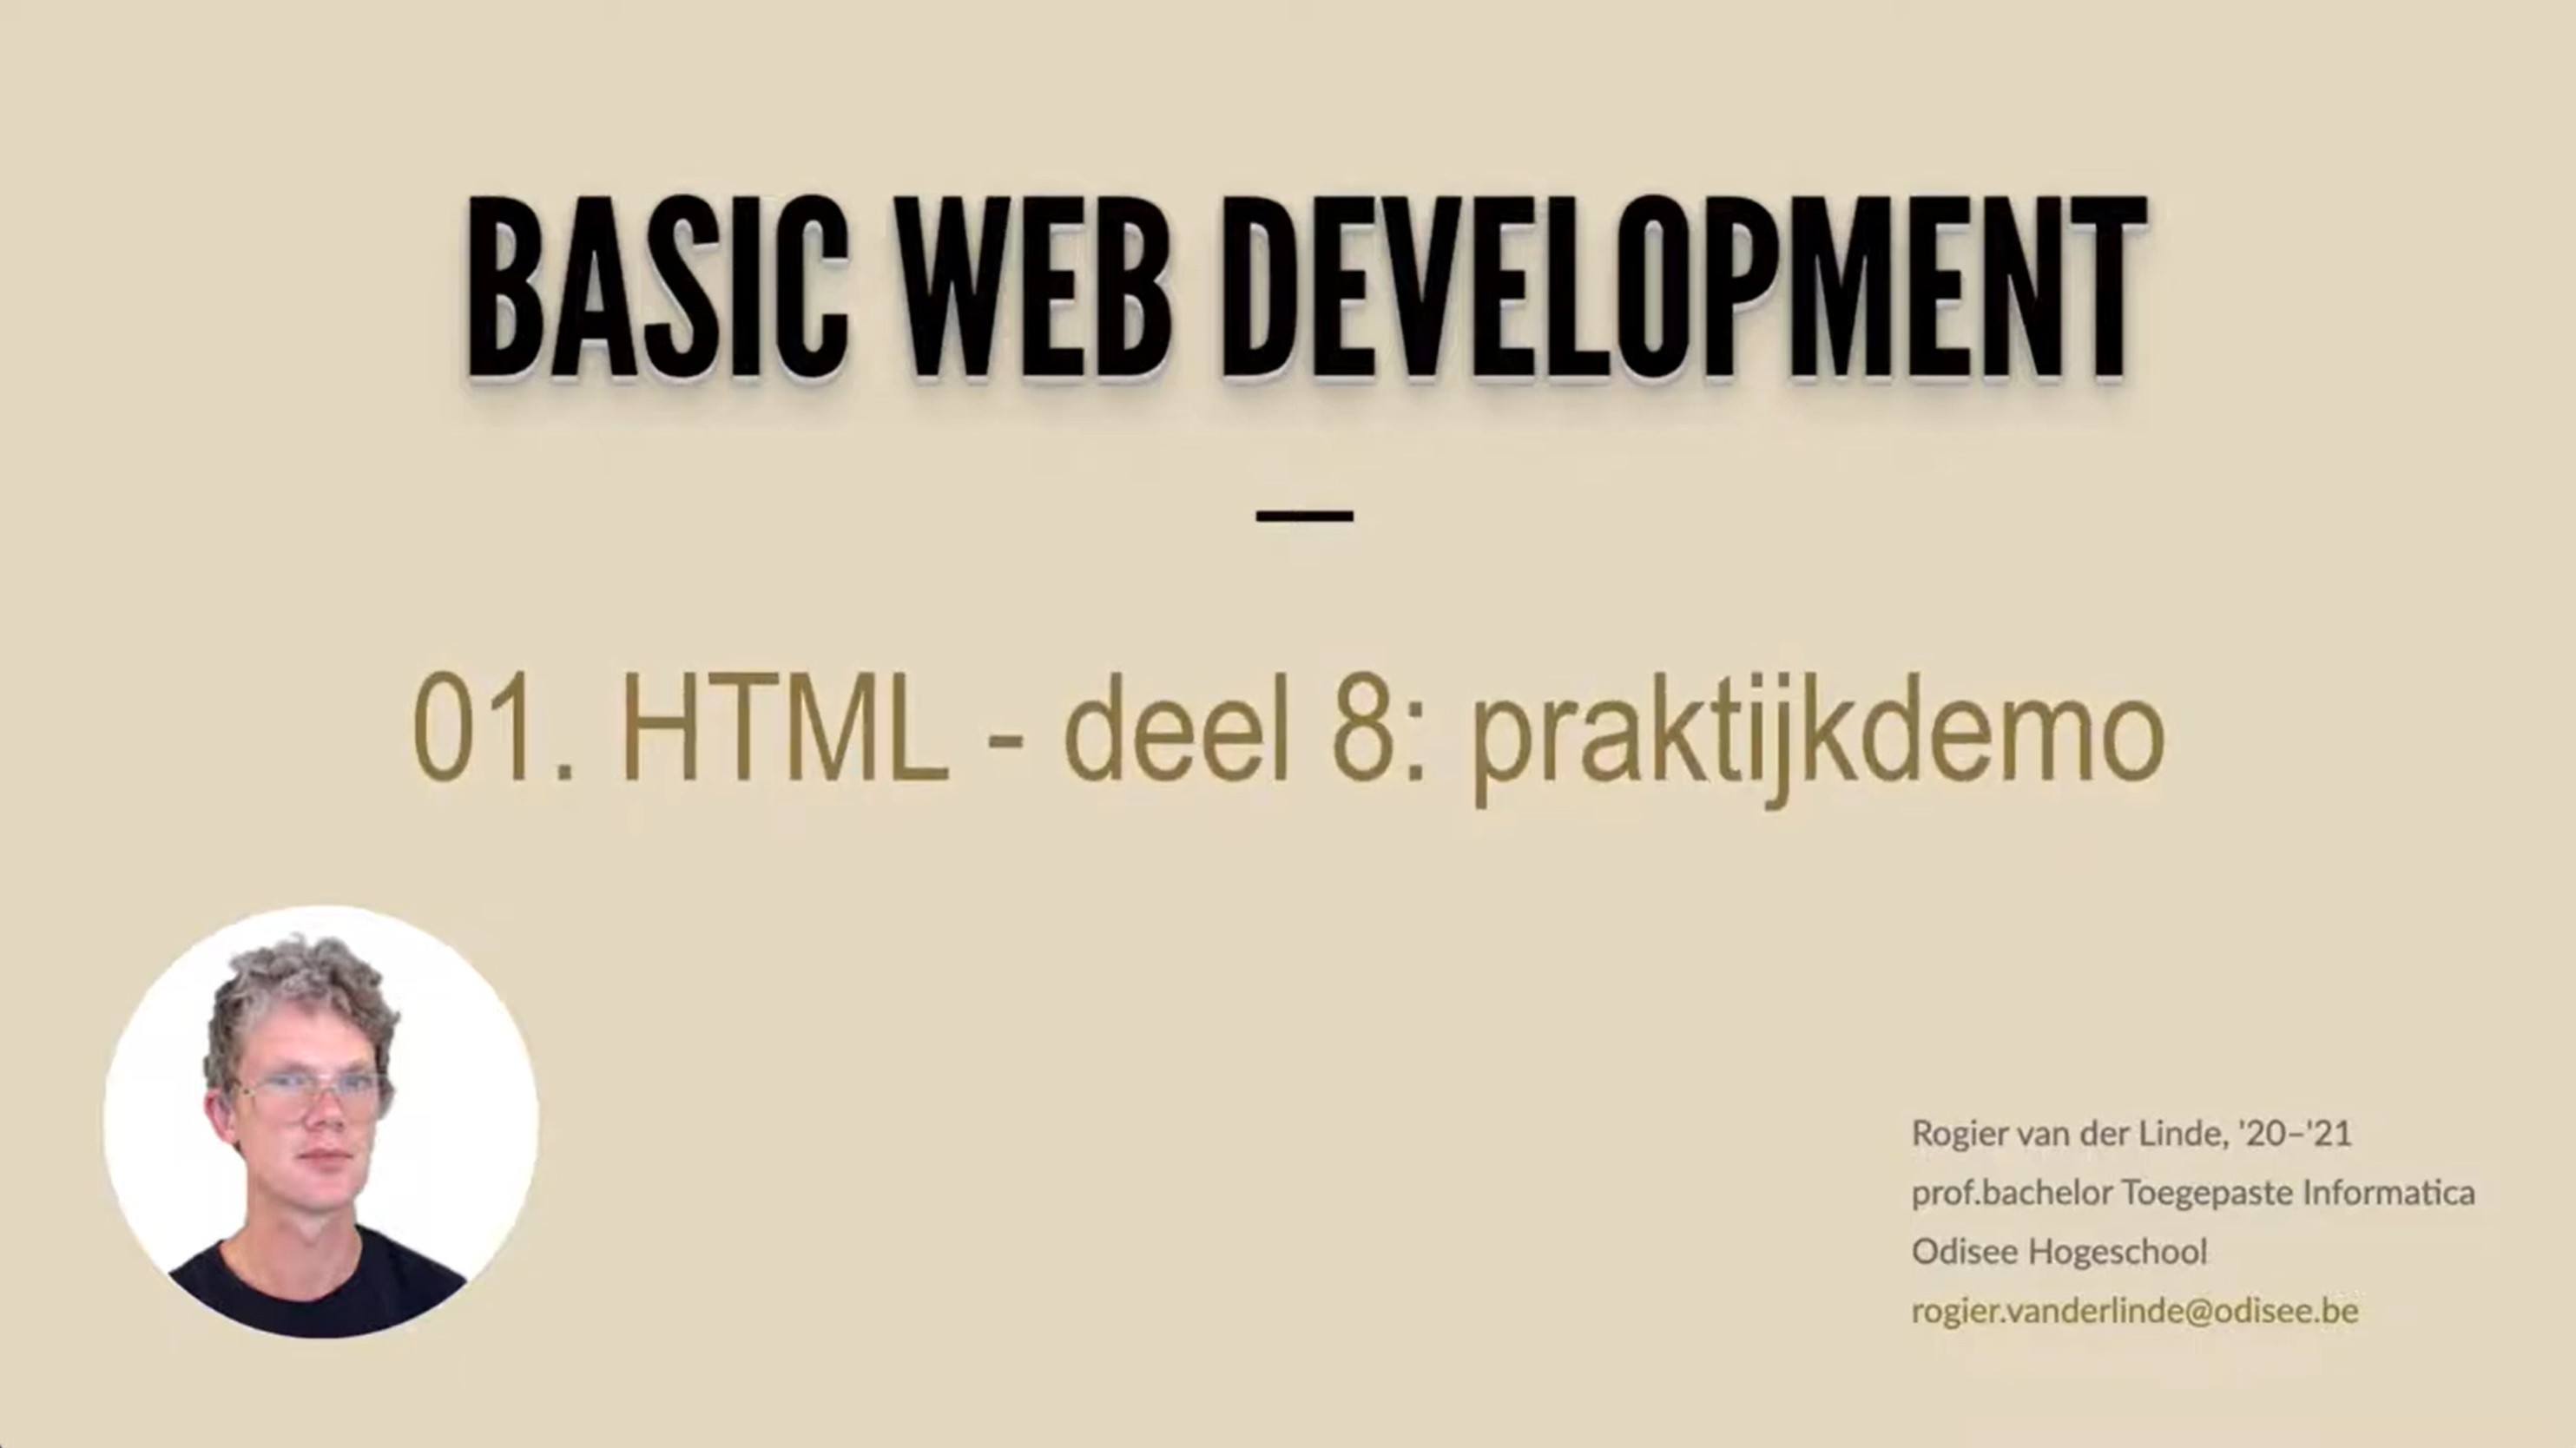 BASIC WEB DEVELOPMENT
01. HTML - deel 8: praktijkdemo
Rogier van der Linde, '20–'21
prof.bachelor Toegepaste Informatica
Odisee Hogeschool
rogier.vanderlinde@odisee.be